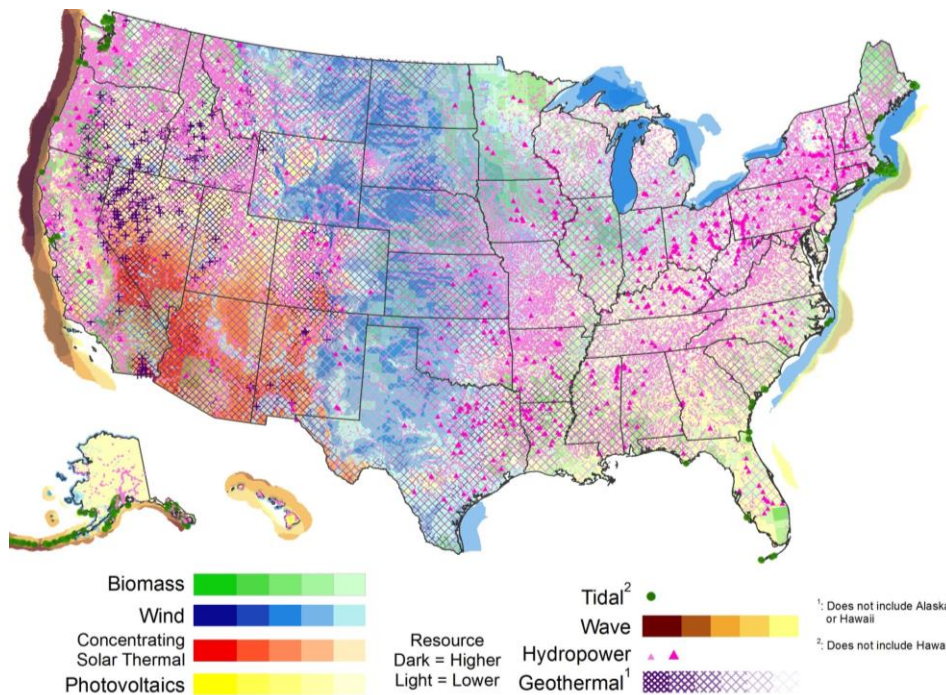 Biomass
Wind
Concentrating
Solar Thermal
Photovoltaics
Resource
Dark = Higher
Light = Lower
Tidal²
Wave
Hydropower
Geothermal¹
¹: Does not include Alaska
or Hawaii
²: Does not include Hawa